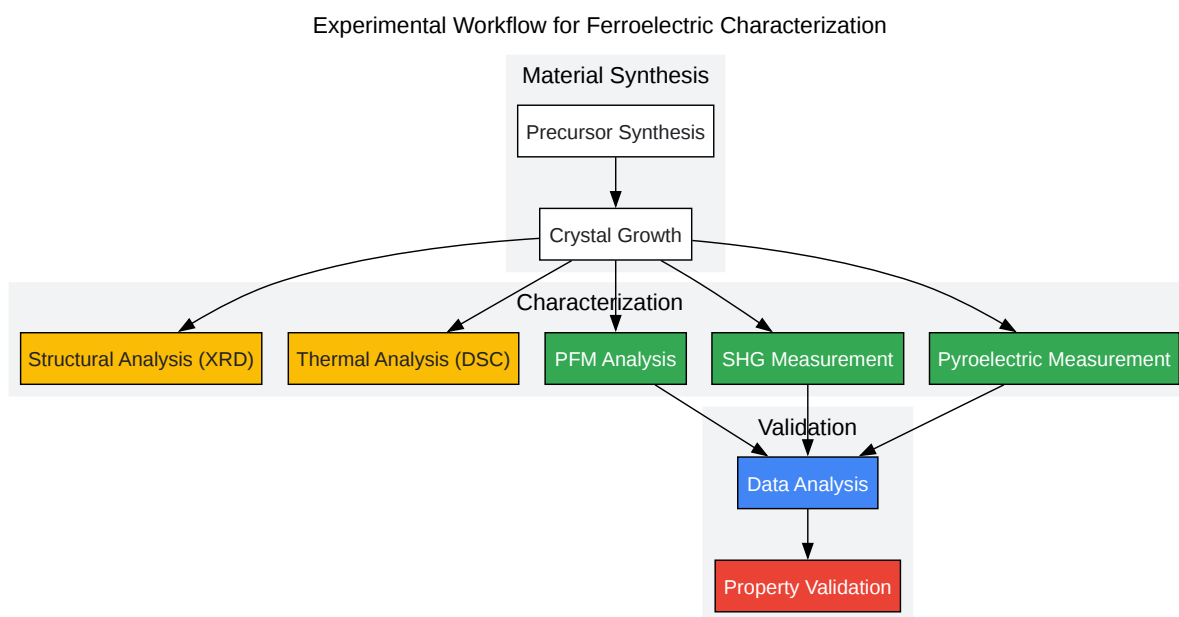 Experimental Workflow for Ferroelectric Characterization
Material Synthesis
Precursor Synthesis
Crystal Growth
Characterization
Structural Analysis (XRD)
Thermal Analysis (DSC)
PFM Analysis
SHG Measurement
Pyroelectric Measurement
Validation
Data Analysis
Property Validation